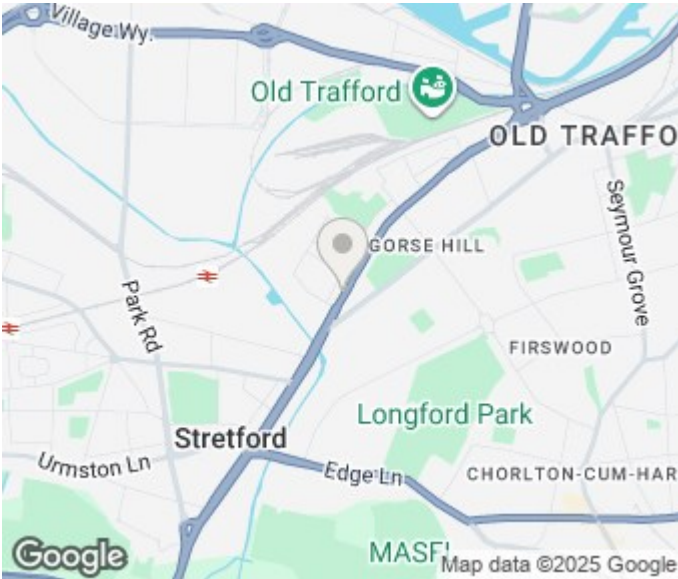 Village Wy.
Old Trafford
OLD TRAFFO
Seymour Grove
GORSE HILL
Park Rd
FIRSWOOD
Longford Park
Stretford
Urmston Ln
Edge Ln
CHORLTON-CUM-HAR
MASEI
Google
Map data ©2025 Google